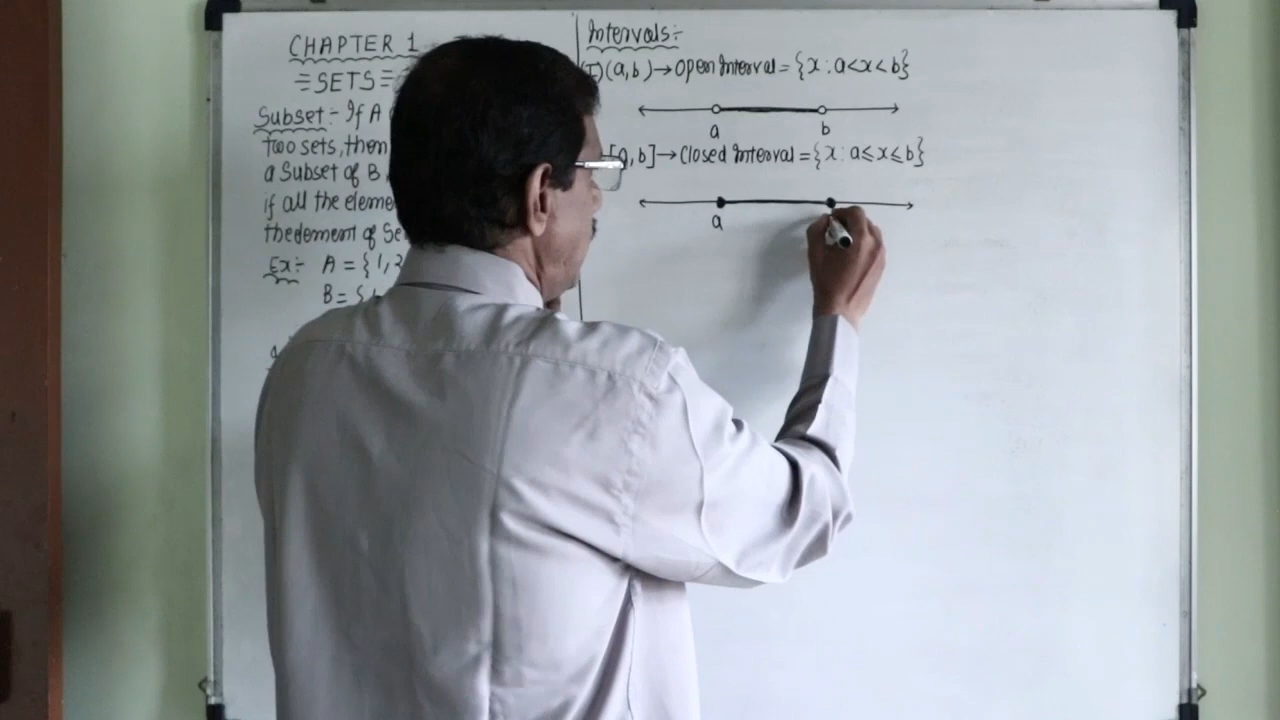 CHAPTER 1
=SETS=
Subset:- If A
Two sets, then
a Subset of B
if all the eleme
the element of Se
Ex:- A = {1, 2
B = {
Intervals:-
(I) (a, b) → Open Interval = {x : a<x<b}
a b
[a, b] → Closed Interval = {x : a≤x≤b}
a